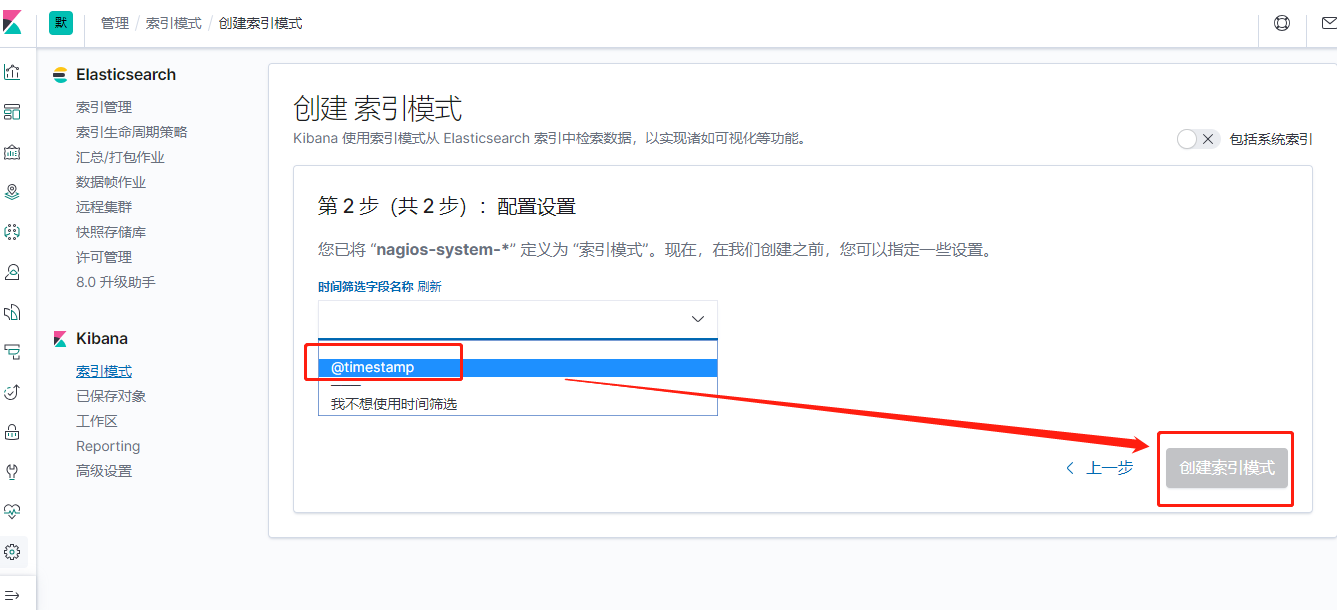 默 管理 / 索引模式 / 创建索引模式
Elasticsearch
索引管理
索引生命周期策略
汇总/打包作业
数据帧作业
远程集群
快照存储库
许可管理
8.0 升级助手
Kibana
索引模式
已保存对象
工作区
Reporting
高级设置
创建 索引模式
Kibana 使用索引模式从 Elasticsearch 索引中检索数据，以实现诸如可视化等功能。
包括系统索引
第 2 步（共 2 步）：配置设置
您已将 “nagios-system-*” 定义为 “索引模式”。现在，在我们创建之前，您可以指定一些设置。
时间筛选字段名称 刷新
@timestamp
我不想使用时间筛选
上一步
创建索引模式